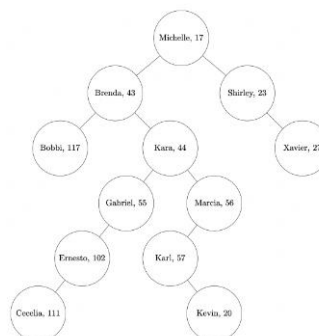 Michelle, 17
Brenda, 43
Shirley, 23
Bobbi, 117
Kara, 44
Xavier, 27
Gabriel, 55
Marcia, 56
Ernesto, 102
Karl, 57
Cecelia, 111
Kevin, 20